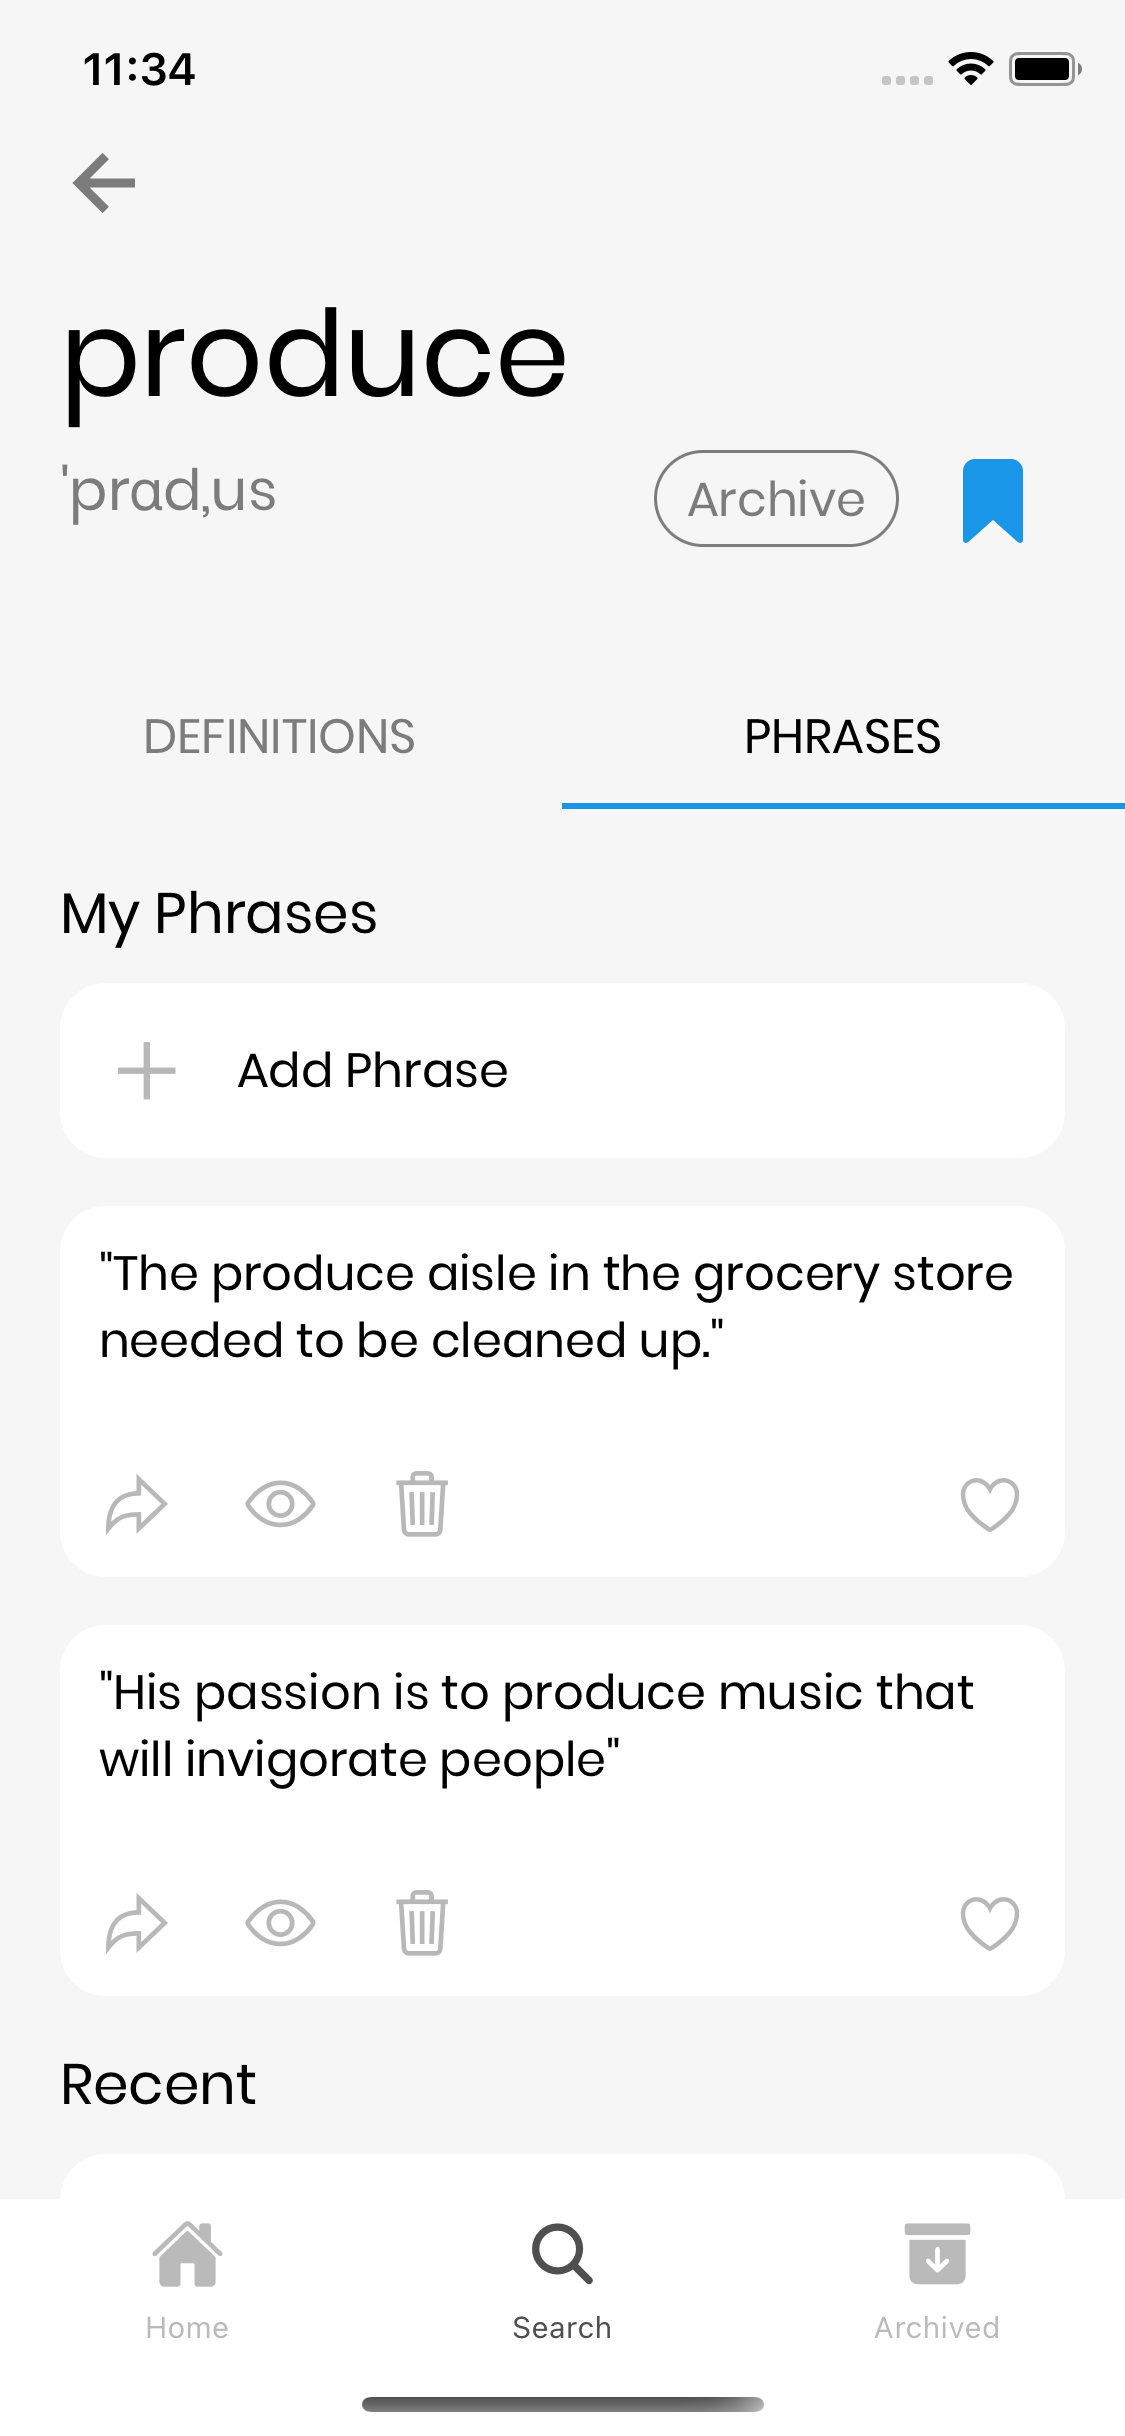 11:34
produce
ˈprɑd,us
Archive
DEFINITIONS
PHRASES
My Phrases
Add Phrase
"The produce aisle in the grocery store
needed to be cleaned up."
"His passion is to produce music that
will invigorate people"
Recent
Home
Search
Archived